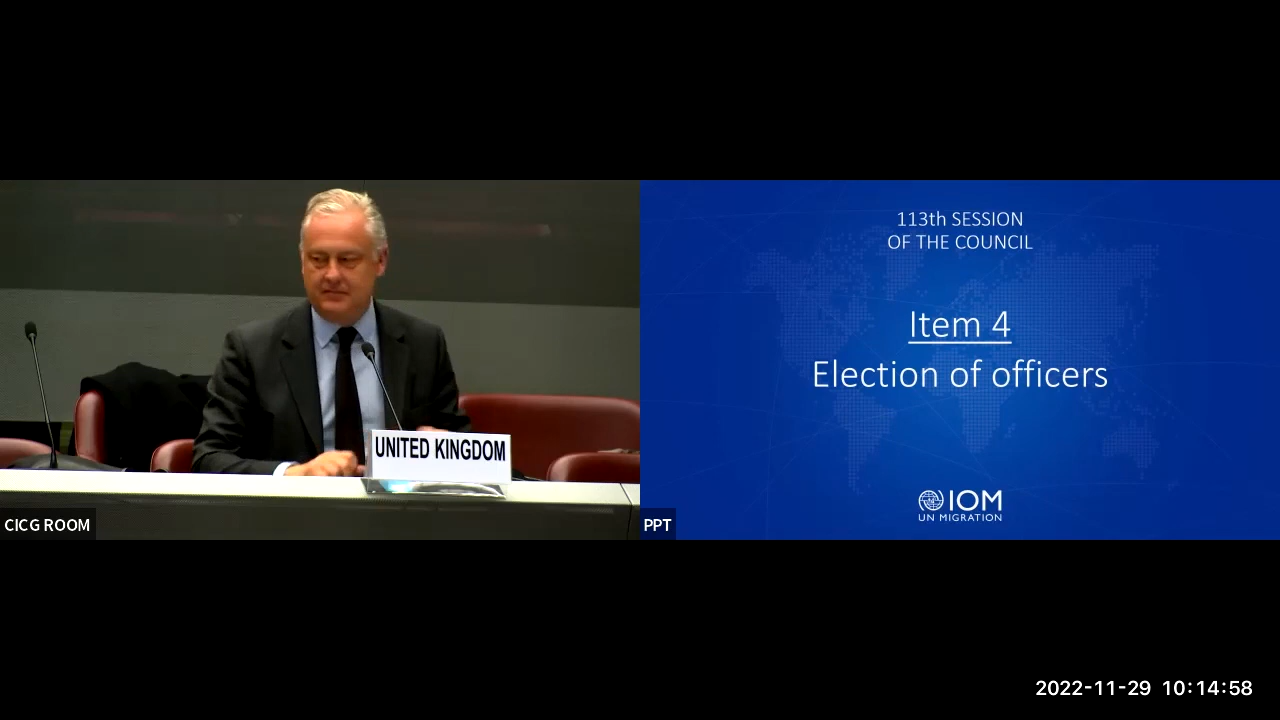 UNITED KINGDOM
CICG ROOM
113th SESSION
OF THE COUNCIL
Item 4
Election of officers
IOM
UN MIGRATION
PPT
2022-11-29 10:14:58